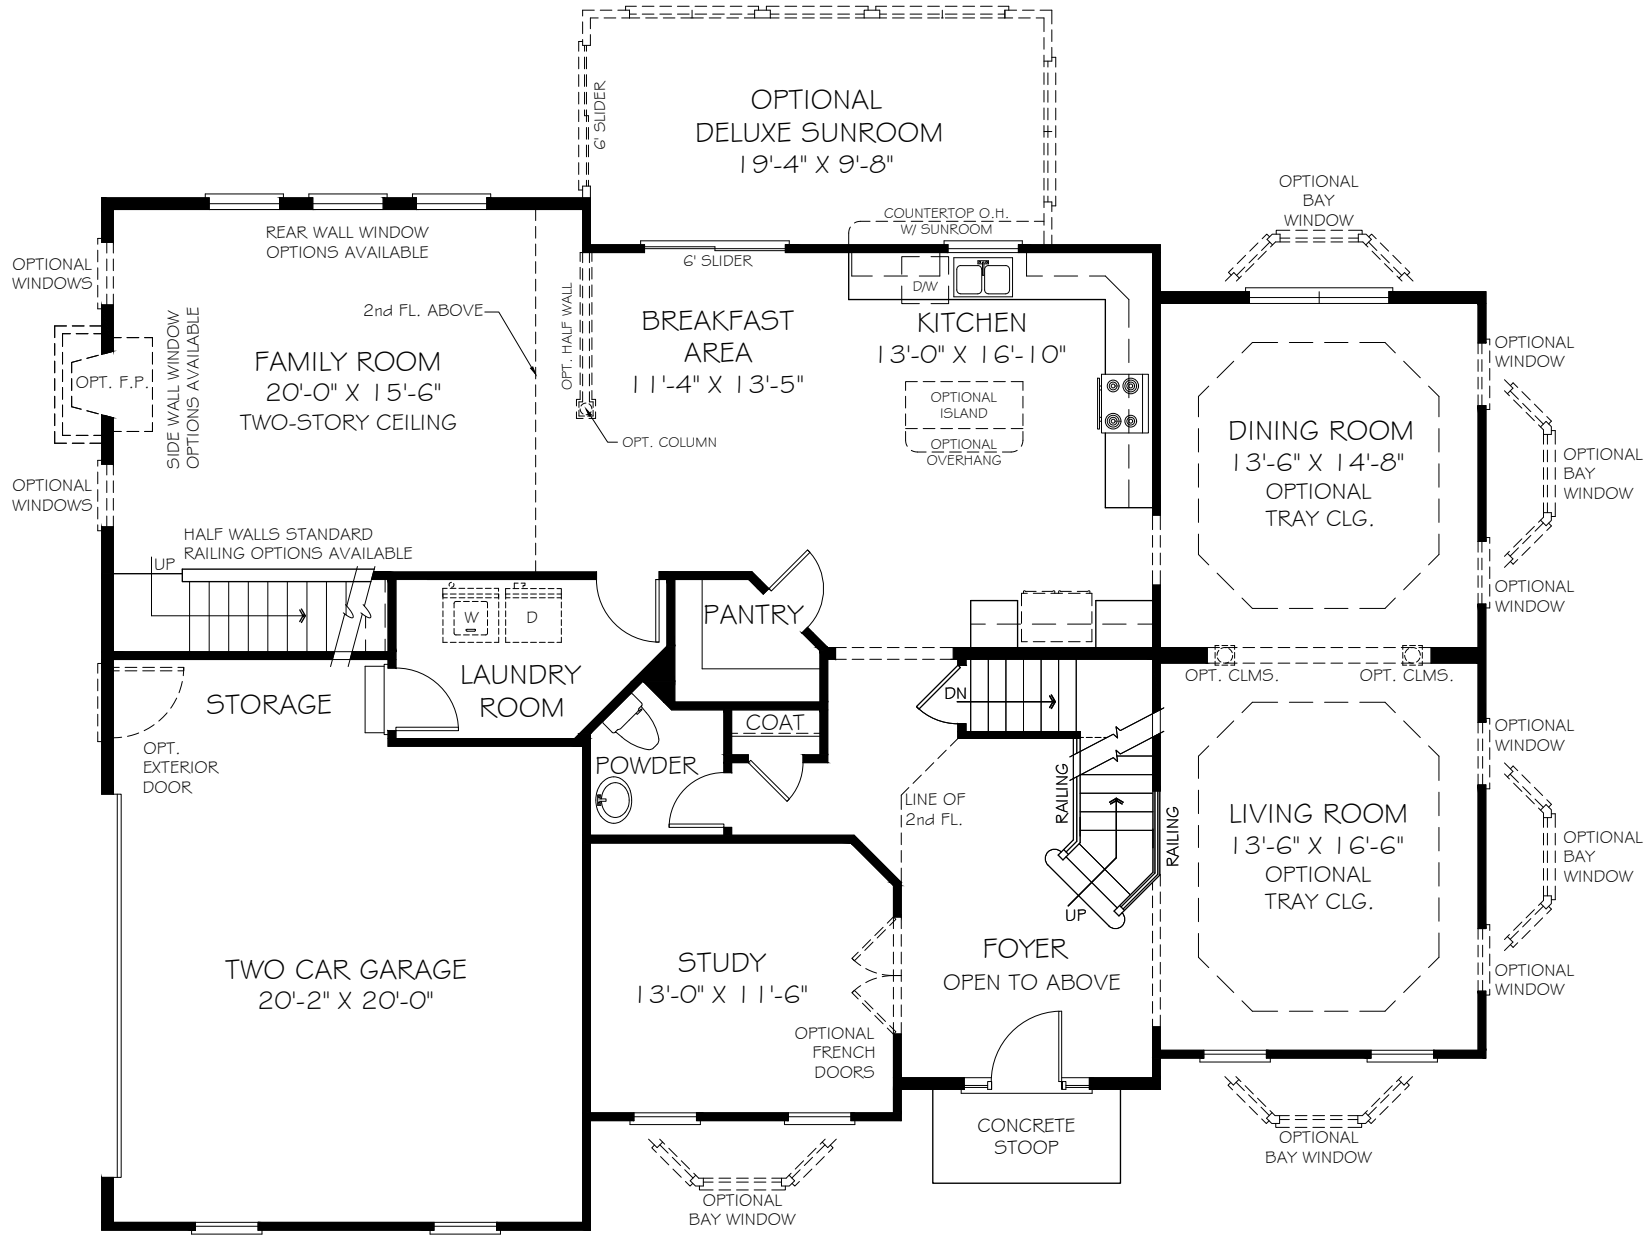 6' SLIDER
OPTIONAL
DELUXE SUNROOM
19'-4" X 9'-8"
COUNTERTOP O.H.
W/ SUNROOM
OPTIONAL
BAY
WINDOW
REAR WALL WINDOW
OPTIONS AVAILABLE
OPTIONAL
WINDOWS
2nd FL. ABOVE
SIDE WALL WINDOW
OPTIONS AVAILABLE
OPT. F.P.
FAMILY ROOM
20'-0" X 15'-6"
TWO-STORY CEILING
OPTIONAL
WINDOWS
HALF WALLS STANDARD
RAILING OPTIONS AVAILABLE
UP
6' SLIDER
OPT. HALF WALL
BREAKFAST
AREA
11'-4" X 13'-5"
OPT. COLUMN
D/W
KITCHEN
13'-0" X 16'-10"
OPTIONAL
ISLAND
OPTIONAL
OVERHANG
OPTIONAL
WINDOW
DINING ROOM
13'-6" X 14'-8"
OPTIONAL
TRAY CLG.
OPTIONAL
BAY
WINDOW
OPTIONAL
WINDOW
W
D
LAUNDRY
ROOM
PANTRY
OPT. CLMS.
OPT. CLMS.
STORAGE
OPT.
EXTERIOR
DOOR
COAT
POWDER
DN
LINE OF
2nd FL.
RAILING
RAILING
UP
OPTIONAL
WINDOW
LIVING ROOM
13'-6" X 16'-6"
OPTIONAL
TRAY CLG.
OPTIONAL
BAY
WINDOW
OPTIONAL
WINDOW
TWO CAR GARAGE
20'-2" X 20'-0"
STUDY
13'-0" X 11'-6"
OPTIONAL
FRENCH
DOORS
FOYER
OPEN TO ABOVE
CONCRETE
STOOP
OPTIONAL
BAY WINDOW
OPTIONAL
BAY WINDOW